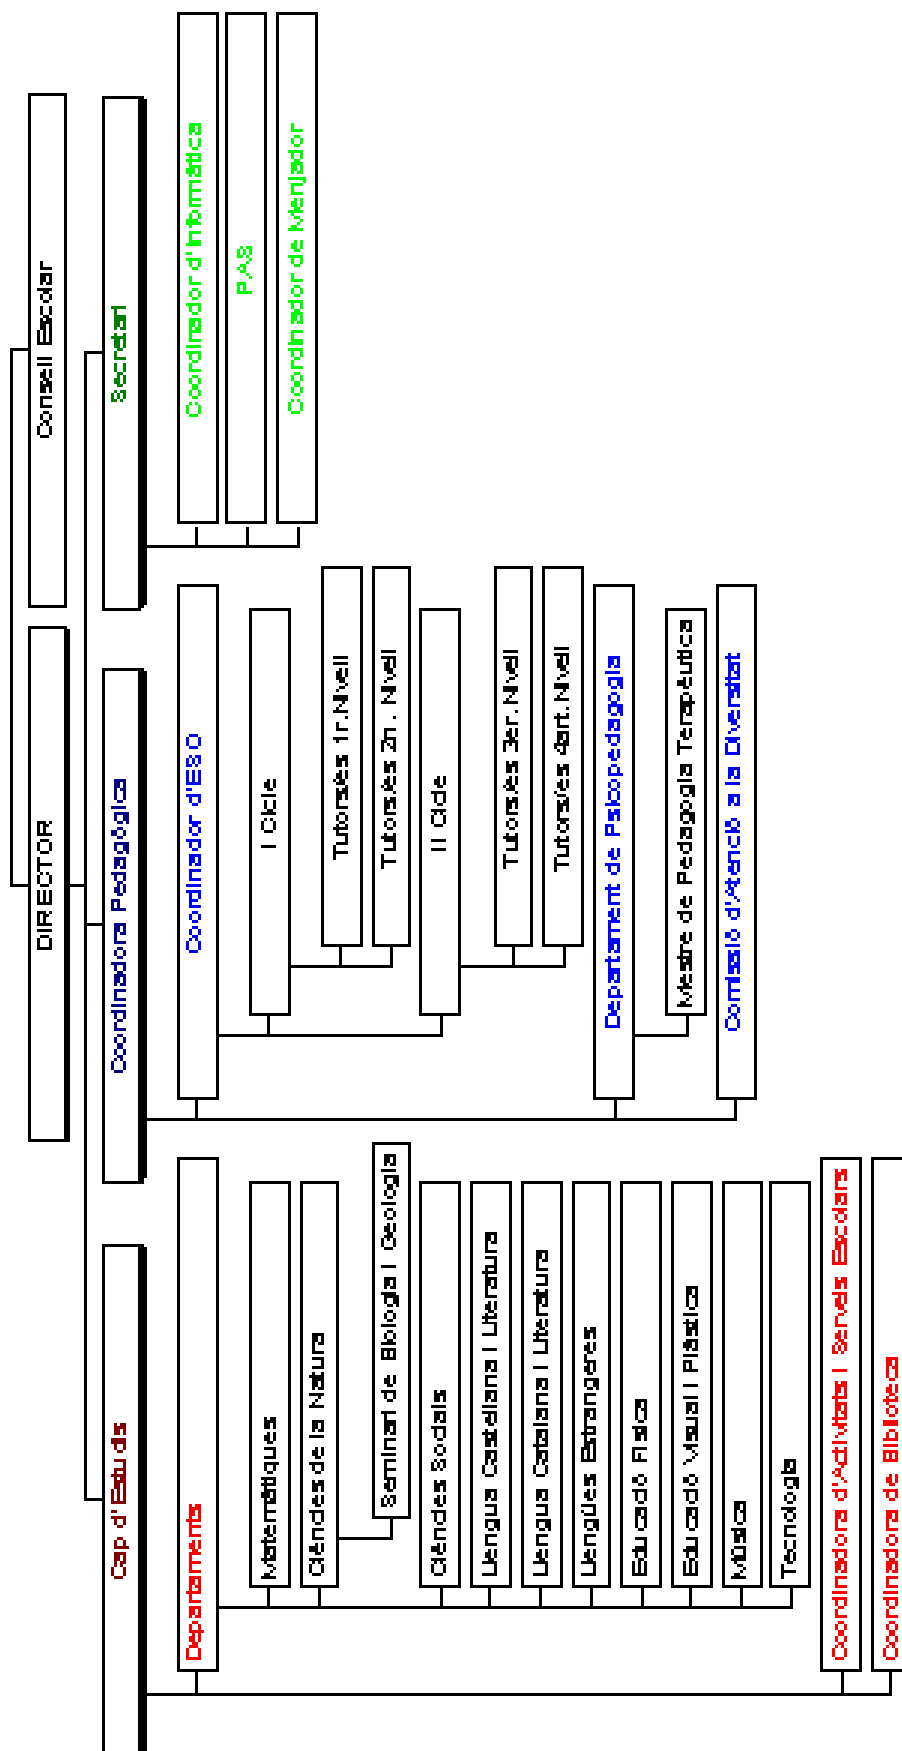 DIRECTOR
Consell Escolar
Cap d'Estudis
Coordinadora Pedagògica
Secretari
Departaments
Matemàtiques
Ciències de la Natura
Seminari de Biologia i Geologia
Ciències Socials
Llengua Castellana i Literatura
Llengua Catalana i Literatura
Llengües Estrangeres
Educació Física
Educació Visual i Plàstica
Música
Tecnologia
Coordinadora d'Activitats i Serveis Escolars
Coordinadora de Biblioteca
Coordinador d'ESO
I Cicle
Tutors/es 1r. Nivell
Tutors/es 2n. Nivell
II Cicle
Tutors/es 3er. Nivell
Tutors/es 4art. Nivell
Departament de Psicopedagogia
Mestre de Pedagogia Terapèutica
Comissió d'Atenció a la Diversitat
Coordinador d'Informàtica
PAS
Coordinador de Menjador